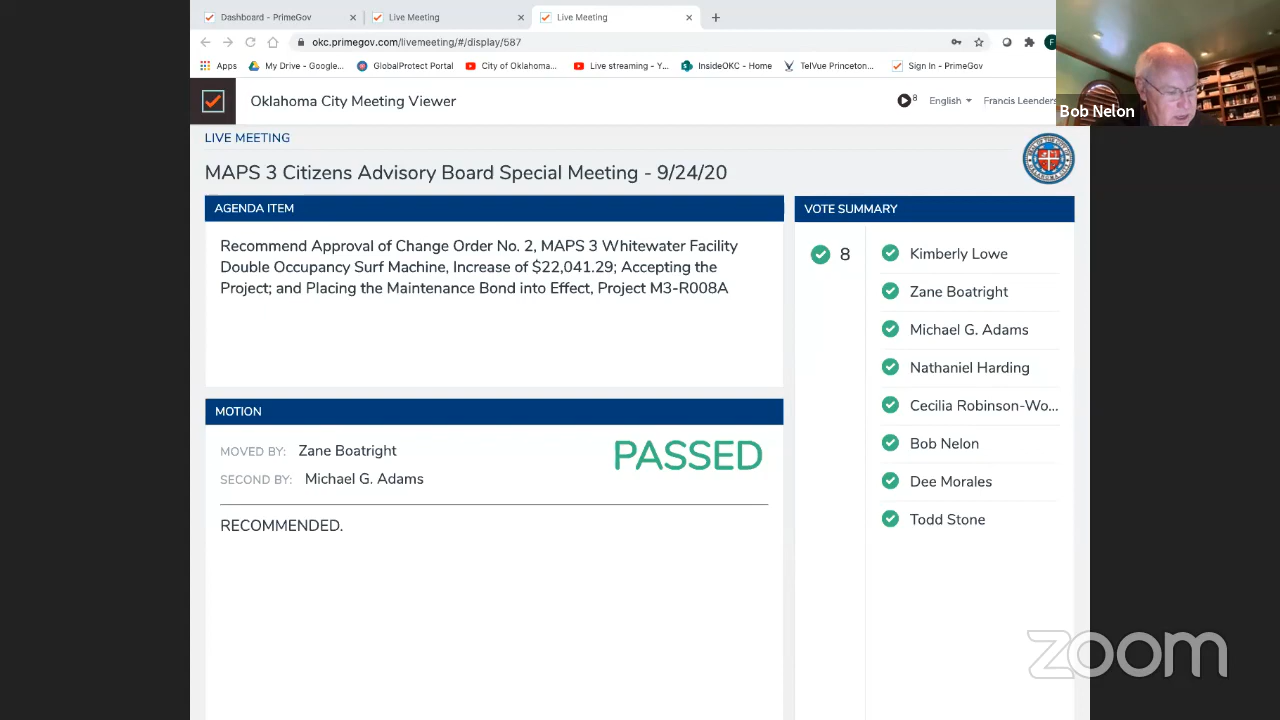 Dashboard - PrimeGov
Live Meeting
Live Meeting
okc.primegov.com/livemeeting/#/display/587
F
Apps
My Drive - Google...
GlobalProtect Portal
City of Oklahoma...
Live streaming - Y...
InsideOKC - Home
TelVue Princeton...
Sign In - PrimeGov
Oklahoma City Meeting Viewer
8
English
Francis Leenders
Bob Nelon
LIVE MEETING
MAPS 3 Citizens Advisory Board Special Meeting - 9/24/20
AGENDA ITEM
Recommend Approval of Change Order No. 2, MAPS 3 Whitewater Facility
Double Occupancy Surf Machine, Increase of $22,041.29; Accepting the
Project; and Placing the Maintenance Bond into Effect, Project M3-R008A
MOTION
MOVED BY: Zane Boatright
SECOND BY: Michael G. Adams
PASSED
RECOMMENDED.
VOTE SUMMARY
8
Kimberly Lowe
Zane Boatright
Michael G. Adams
Nathaniel Harding
Cecilia Robinson-Wo...
Bob Nelon
Dee Morales
Todd Stone
zoom